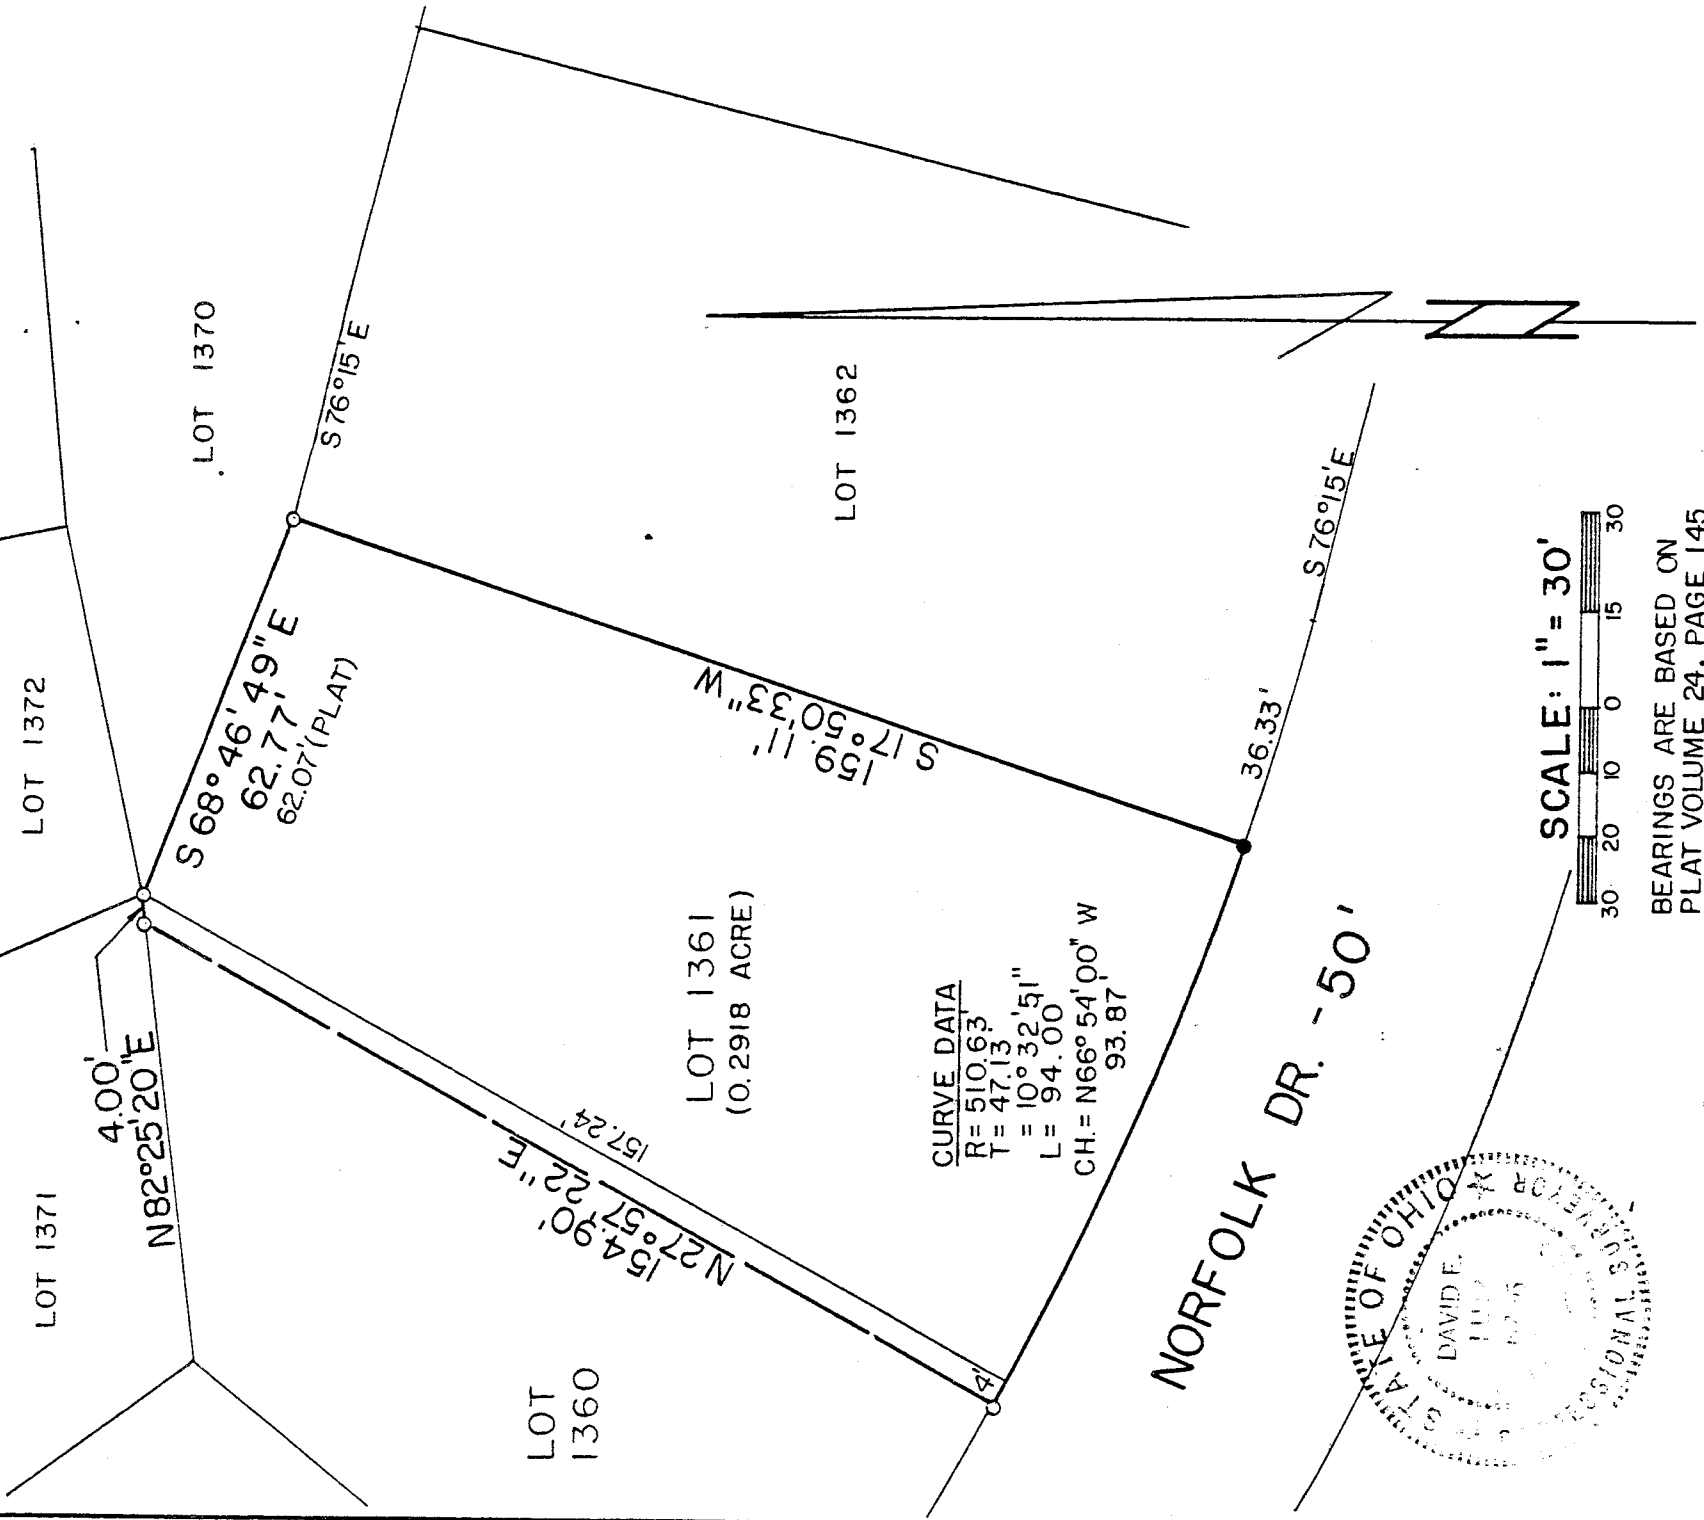 LOT 1371
LOT 1372
LOT 1370
4.00'
N82°25'20"E
S 68° 46' 49" E
62.77'
62.07'(PLAT)
S 76°15'E
154.90'
N 27°57' 22" E
157.24'
LOT 1361
(0.2918 ACRE)
159.11'
S 17°50'33" W
LOT 1362
LOT
1360
4'
CURVE DATA
R= 510.63'
T= 47.13'
= 10° 32' 51"
L= 94.00'
CH.= N66° 54' 00" W
93.87'
36.33'
S 76°15'E
NORFOLK DR. - 50'
N
STATE OF OHIO
DAVID E.
SURVEYOR
SCALE: 1" = 30'
30 20 10 0 15 30
BEARINGS ARE BASED ON
PLAT VOLUME 24, PAGE 145